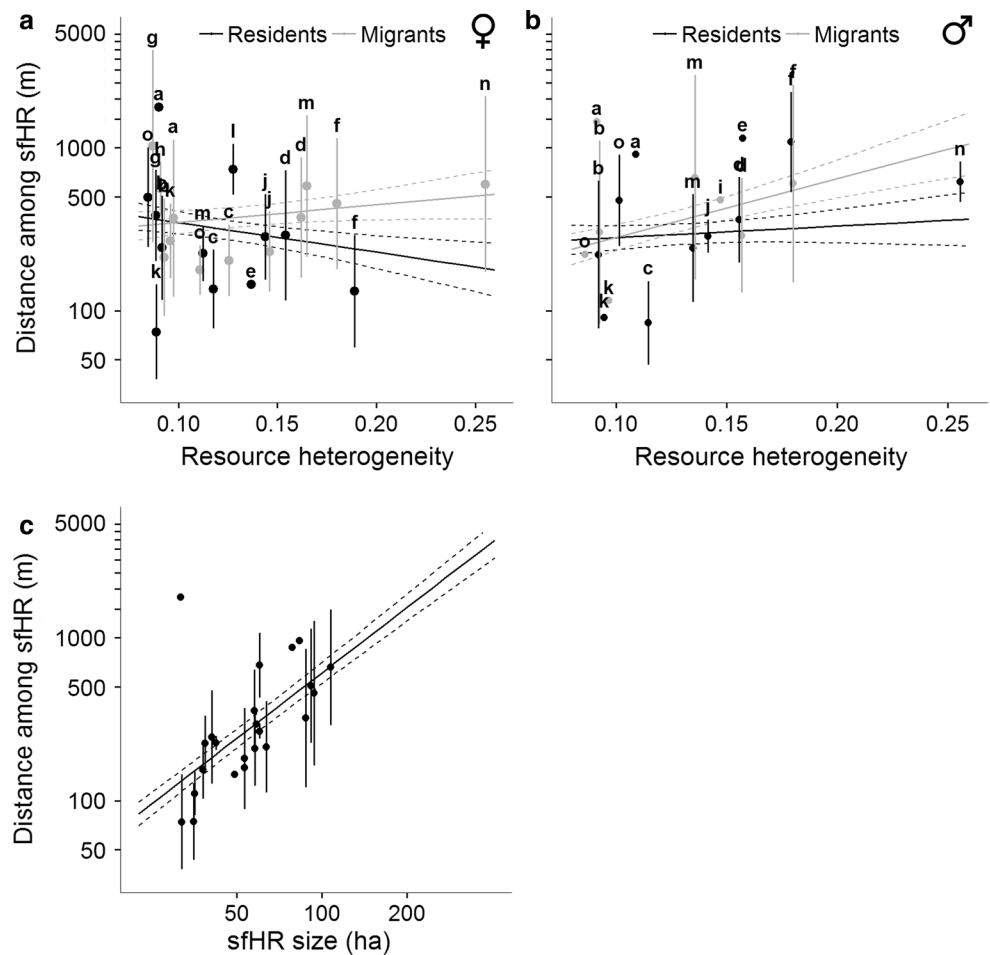 a
Residents Migrants ♀
Distance among sfHR (m)
5000
1000
500
100
50
g
a
o
h
g
a
l
b
k
m
o
c
c
k
j
j
e
d
d
m
f
f
n
0.10 0.15 0.20 0.25
Resource heterogeneity
b
Residents Migrants ♂
a
b
b
o
a
o
k
k
c
m
m
j
i
e
d
f
f
n
0.10 0.15 0.20 0.25
Resource heterogeneity
c
Distance among sfHR (m)
5000
1000
500
100
50
50 100 200
sfHR size (ha)